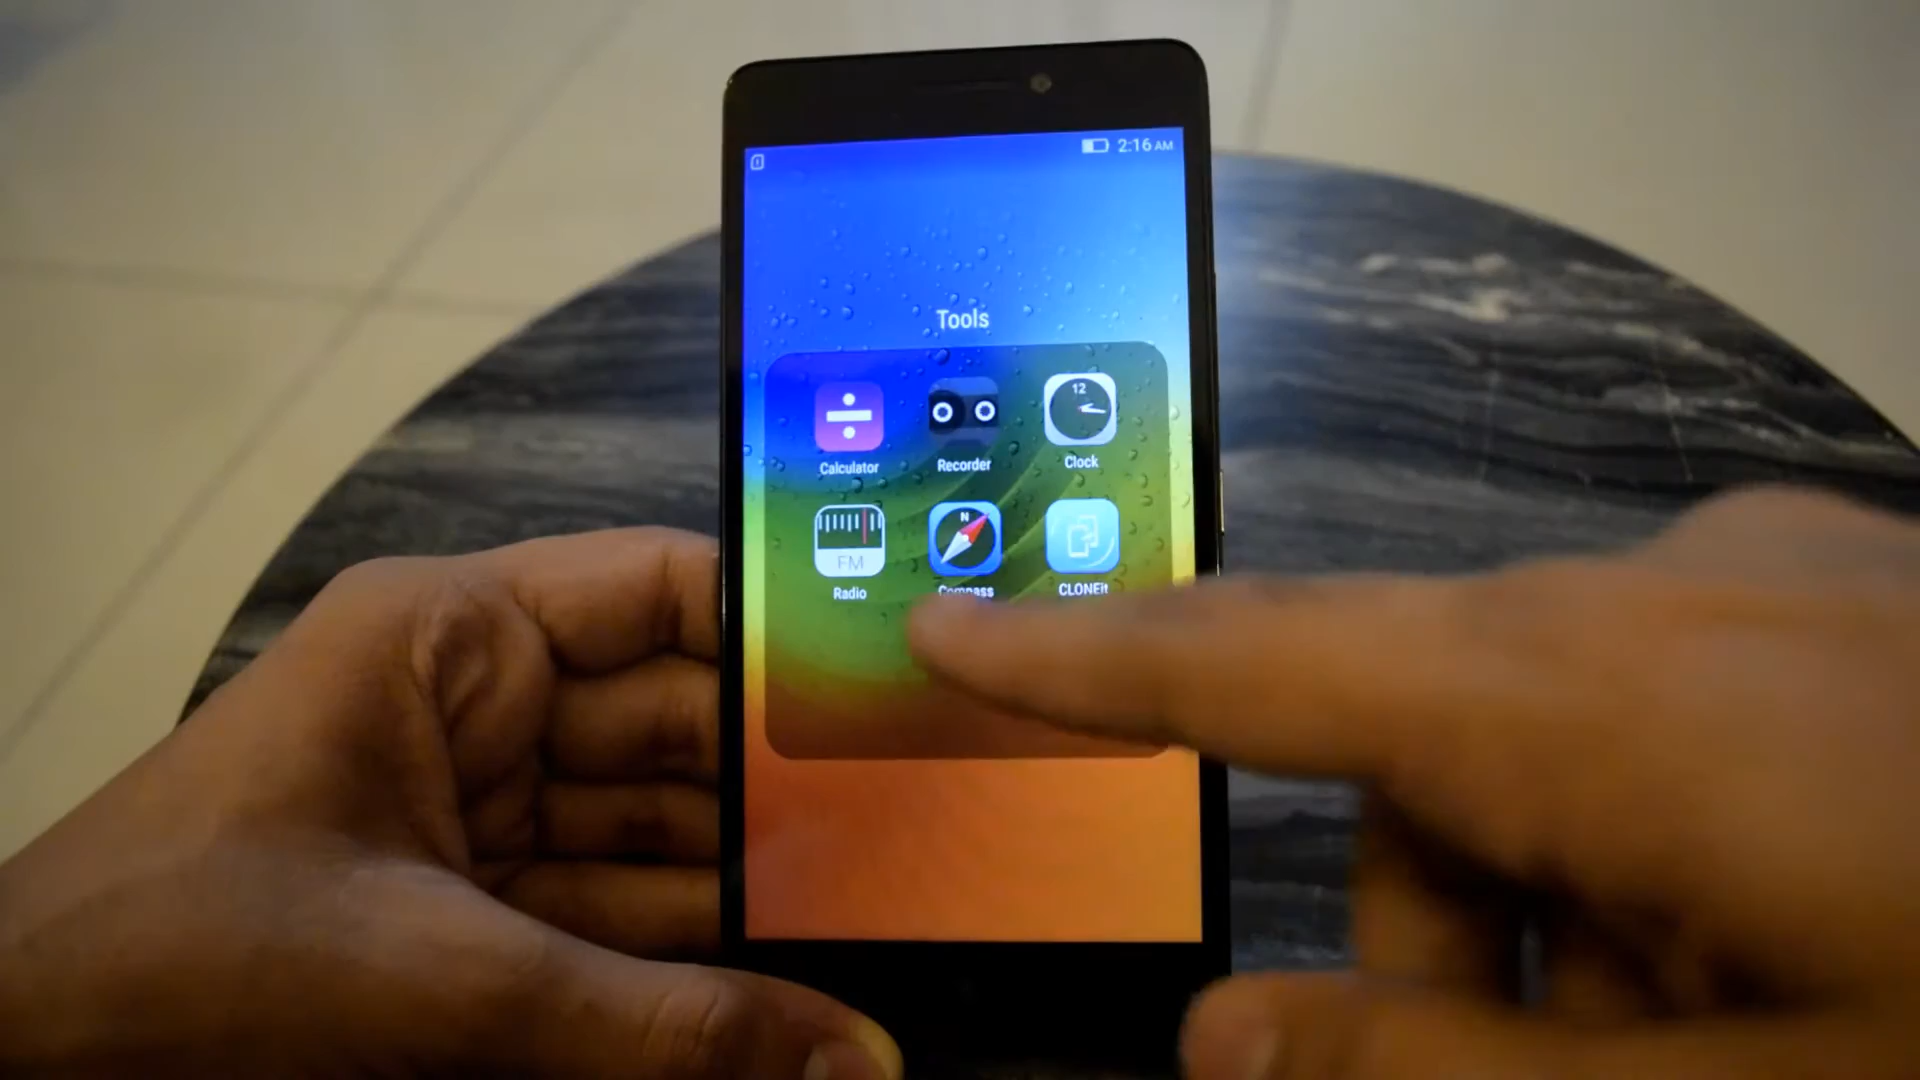 2:16 AM
Tools
12
Calculator
Recorder
Clock
N
FM
Radio
Compass
CLONEit